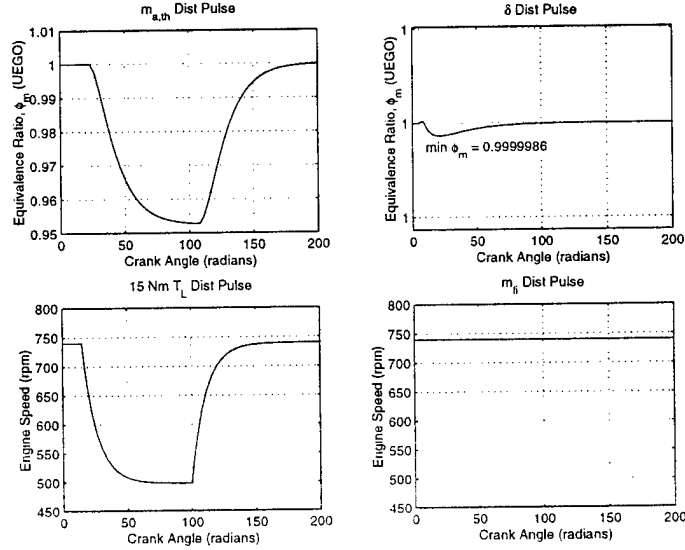 m_a,th Dist Pulse
Equivalence Ratio, ϕ_m (UEGO)
1.01
1
0.99
0.98
0.97
0.96
0.95
0 50 100 150 200
Crank Angle (radians)
δ Dist Pulse
Equivalence Ratio, ϕ_m (UEGO)
1
1
min ϕ_m = 0.9999986
1
0 50 100 150 200
Crank Angle (radians)
15 Nm T_L Dist Pulse
Engine Speed (rpm)
800
750
700
650
600
550
500
450
0 50 100 150 200
Crank Angle (radians)
m_fi Dist Pulse
Engine Speed (rpm)
800
750
700
650
600
550
500
450
0 50 100 150 200
Crank Angle (radians)